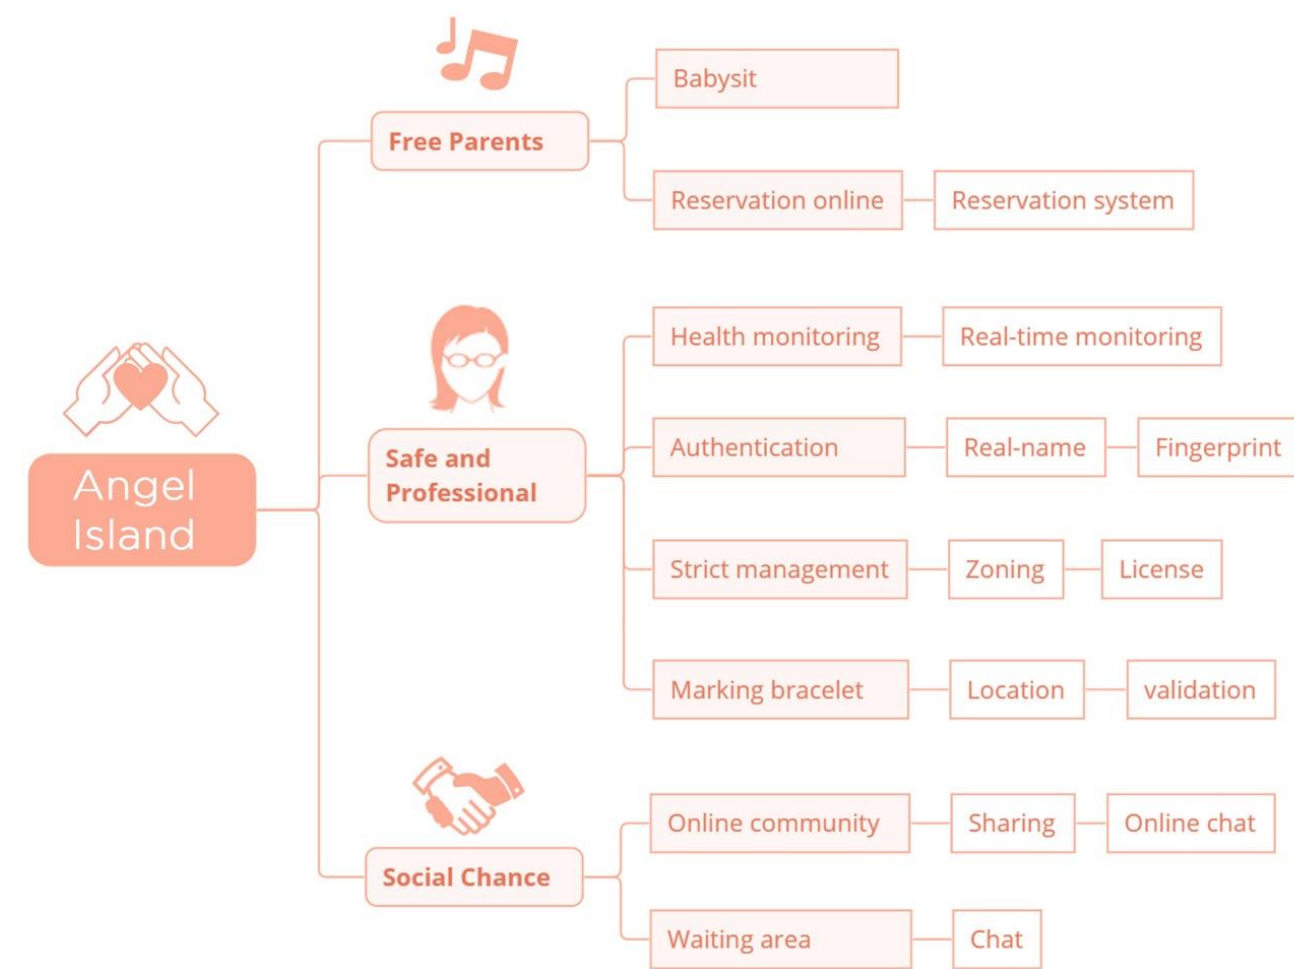 Babysit
Free Parents
Reservation online
Reservation system
Health monitoring
Real-time monitoring
Safe and
Professional
Authentication
Real-name
Fingerprint
Angel
Island
Strict management
Zoning
License
Marking bracelet
Location
validation
Online community
Sharing
Online chat
Social Chance
Waiting area
Chat